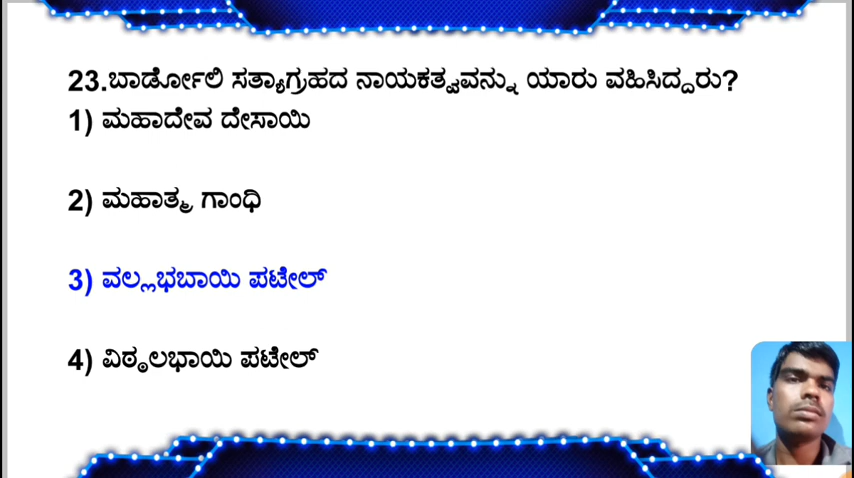 23.ಬಾರ್ಡೋಲಿ ಸತ್ಯಾಗ್ರಹದ ನಾಯಕತ್ವವನ್ನು ಯಾರು ವಹಿಸಿದ್ದರು?
1) ಮಹಾದೇವ ದೇಸಾಯಿ
2) ಮಹಾತ್ಮ ಗಾಂಧಿ
3) ವಲ್ಲಭಬಾಯಿ ಪಟೇಲ್
4) ವಿಠ್ಠಲಭಾಯಿ ಪಟೇಲ್